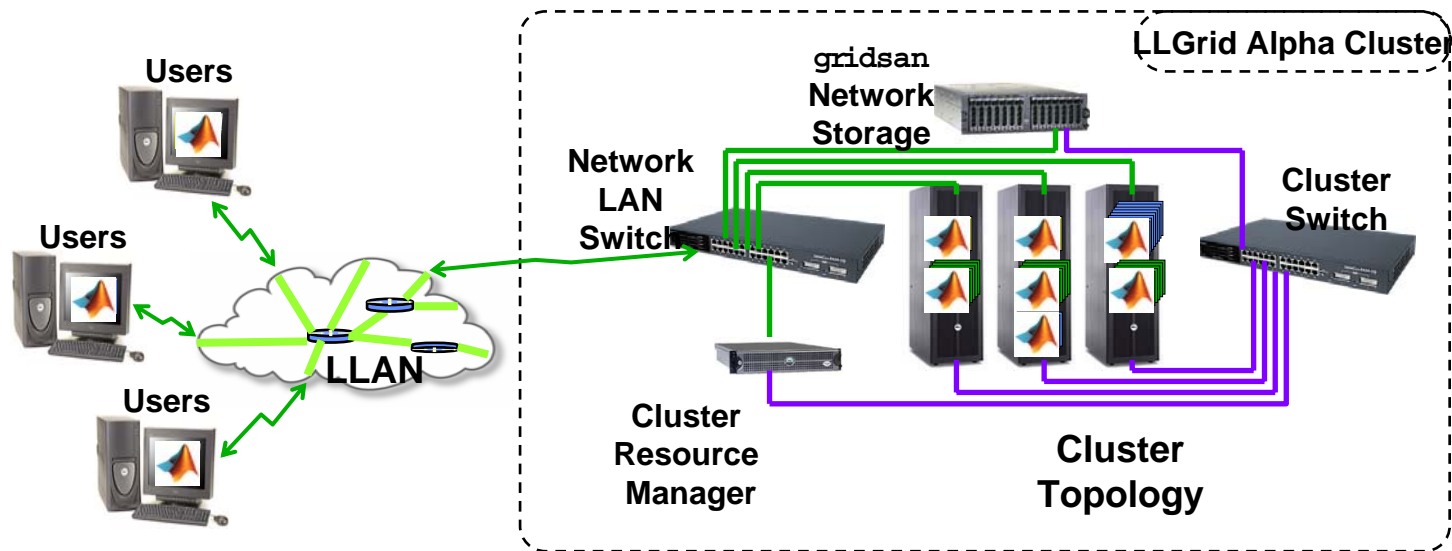 LLGrid Alpha Cluster
Users
gridsan
Network
Storage
Network
LAN
Switch
Cluster
Switch
Users
LLAN
Users
Cluster
Resource
Manager
Cluster
Topology